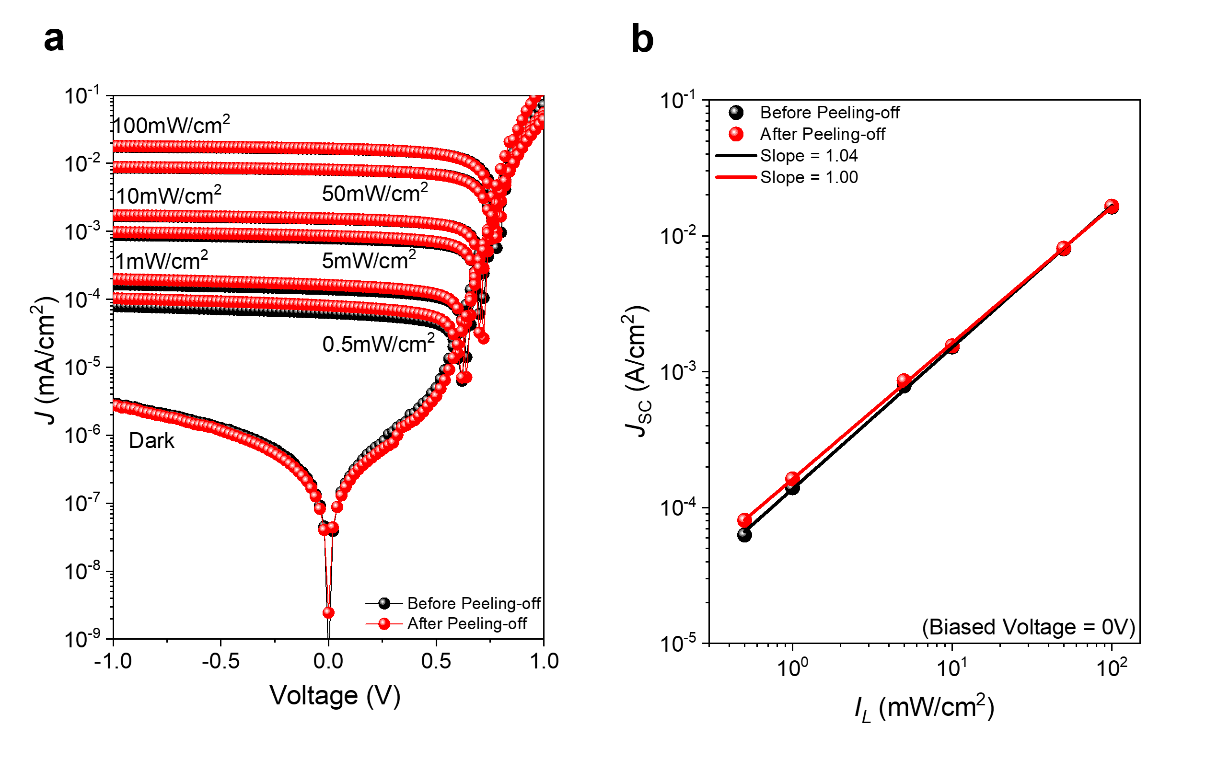 a
10⁻¹
10⁻²
10⁻³
10⁻⁴
10⁻⁵
10⁻⁶
10⁻⁷
10⁻⁸
10⁻⁹
J (mA/cm²)
100mW/cm²
50mW/cm²
10mW/cm²
5mW/cm²
1mW/cm²
0.5mW/cm²
Dark
Before Peeling-off
After Peeling-off
-1.0 -0.5 0.0 0.5 1.0
Voltage (V)
b
10⁻¹
10⁻²
10⁻³
10⁻⁴
10⁻⁵
J_SC (A/cm²)
Before Peeling-off
After Peeling-off
Slope = 1.04
Slope = 1.00
(Biased Voltage = 0V)
10⁰ 10¹ 10²
I_L (mW/cm²)